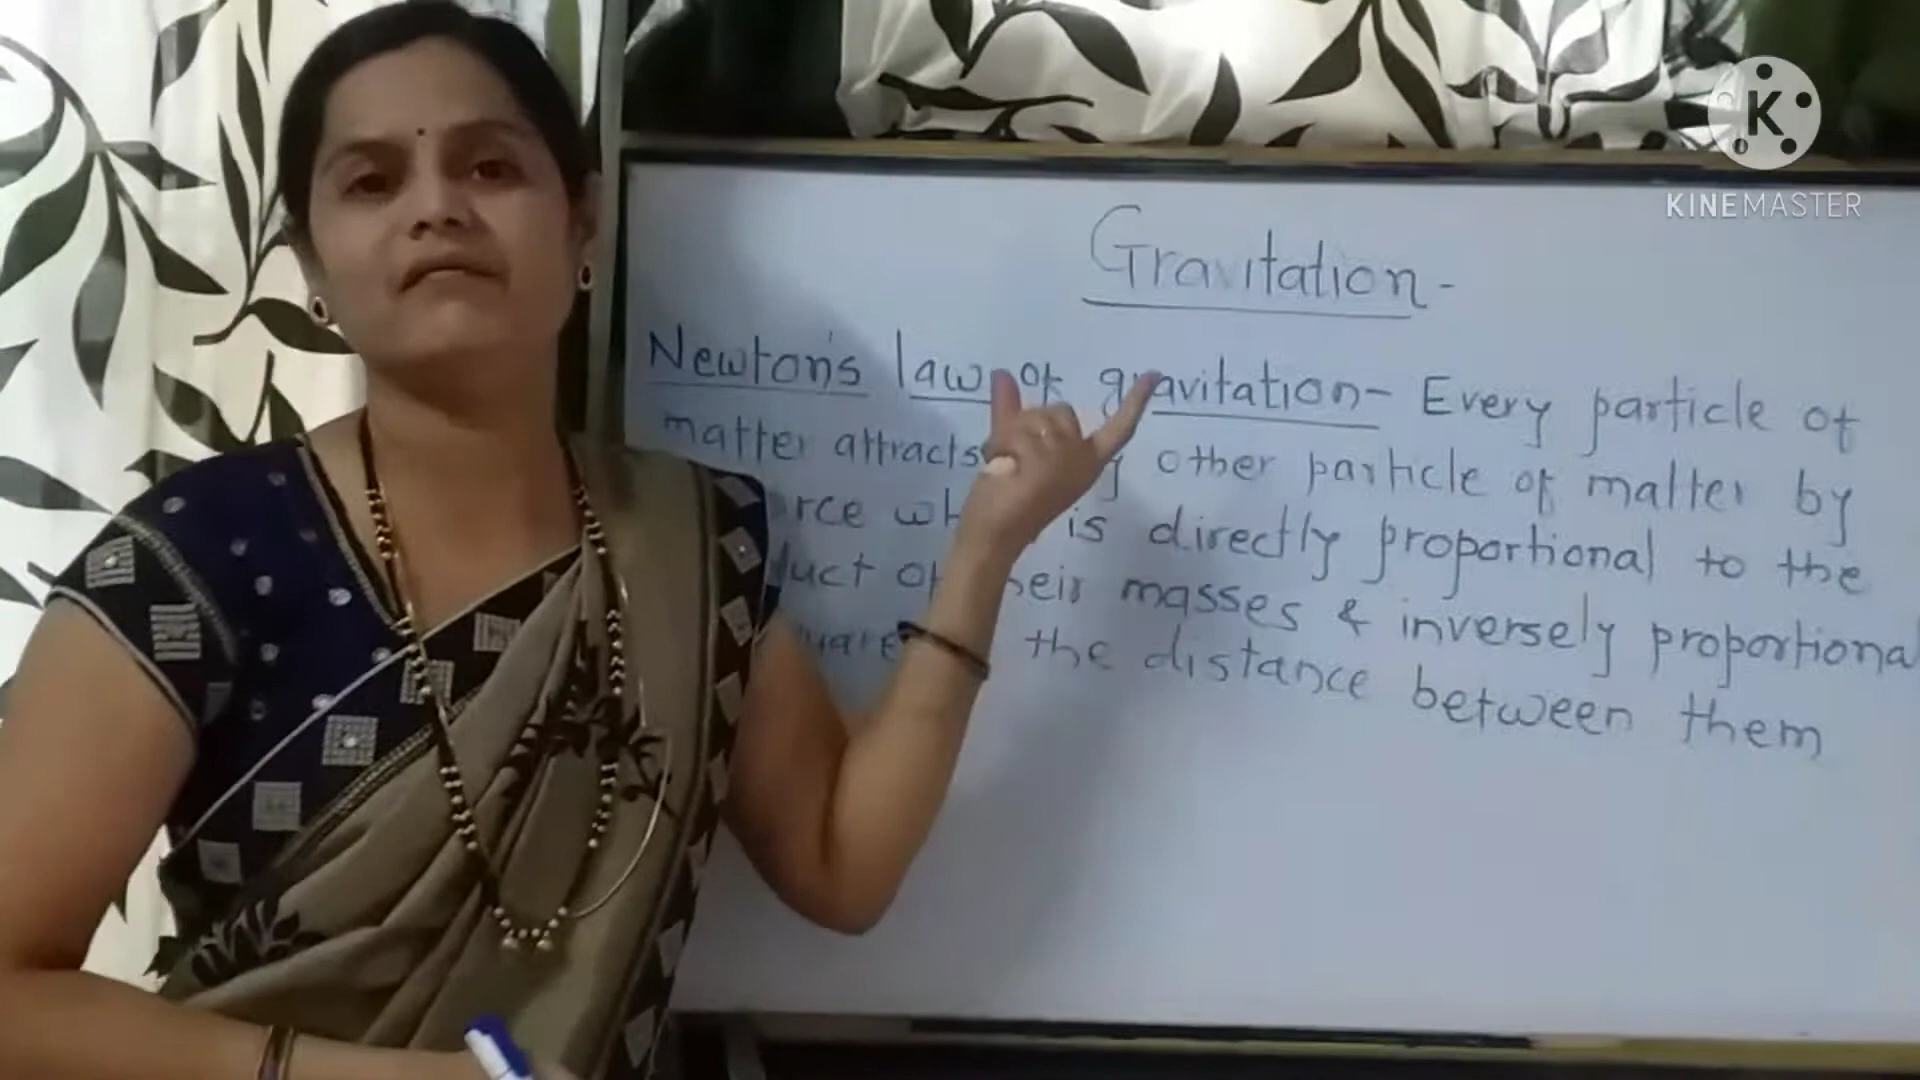 K
KINEMASTER
Gravitation-
Newton's law of gravitation- Every particle of
matter attracts other particle of matter by
is directly proportional to the
masses & inversely proportional
the distance between them